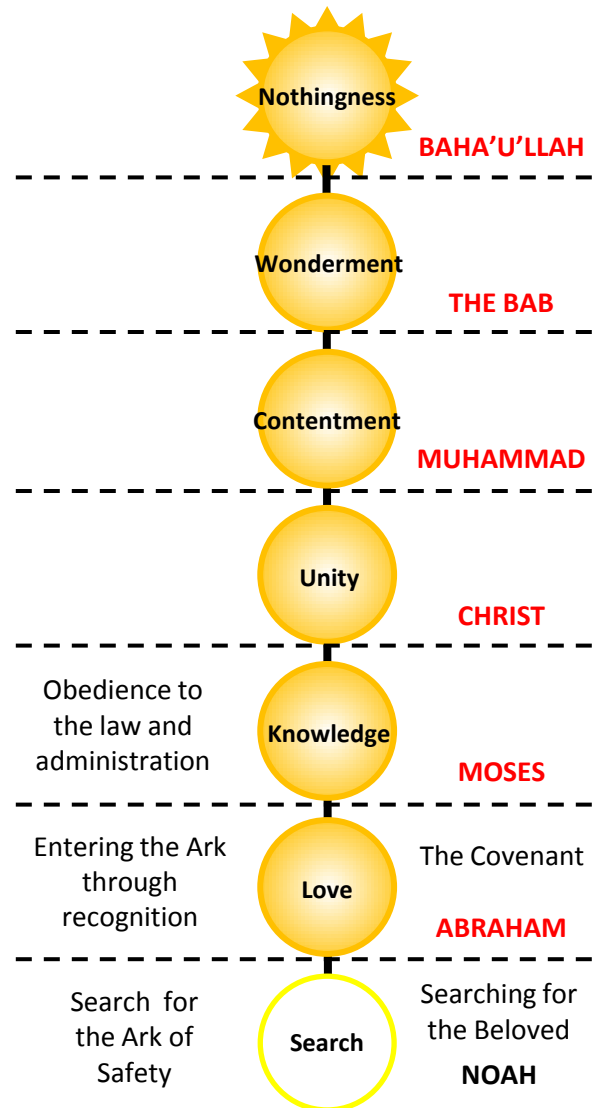 Nothingness
BAHA’U’LLAH
Wonderment
THE BAB
Contentment
MUHAMMAD
Unity
CHRIST
Obedience to
the law and
administration
Knowledge
MOSES
Entering the Ark
through
recognition
Love
The Covenant
ABRAHAM
Search for
the Ark of
Safety
Search
Searching for
the Beloved
NOAH